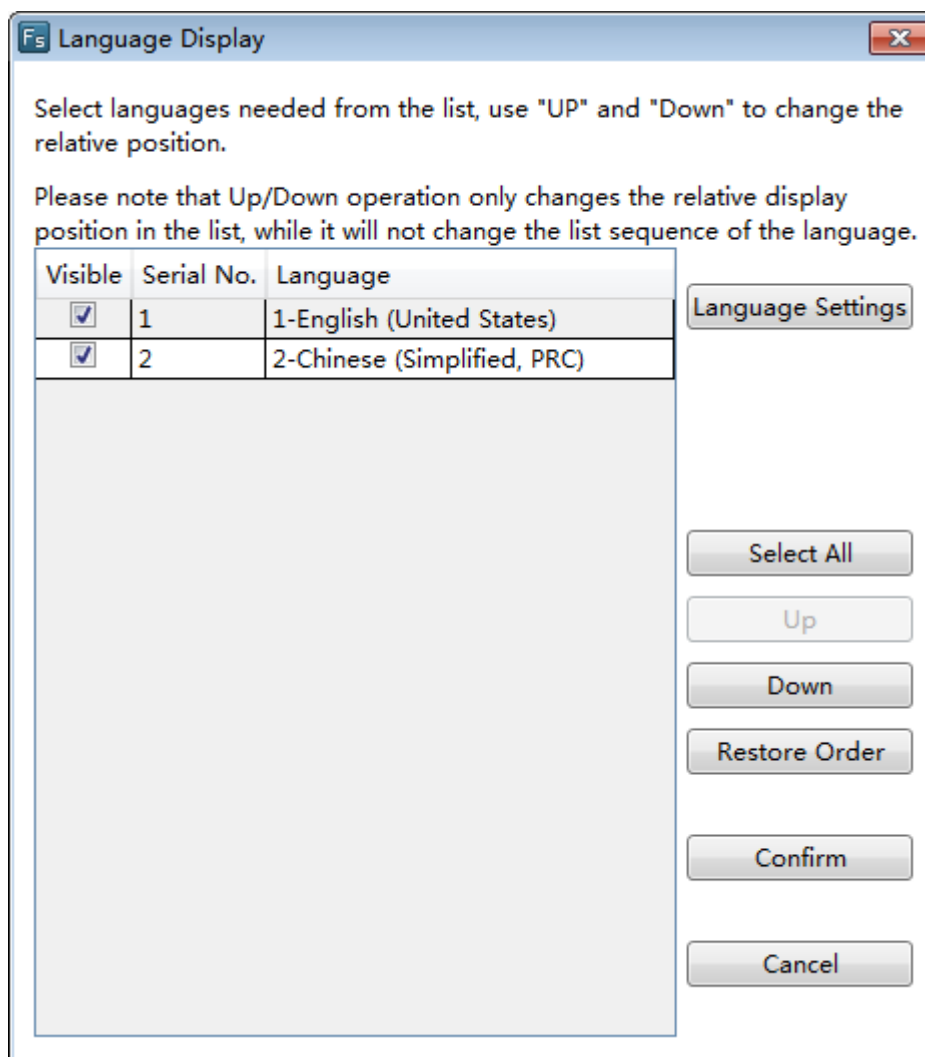 Fs Language Display
Select languages needed from the list, use "UP" and "Down" to change the
relative position.
Please note that Up/Down operation only changes the relative display
position in the list, while it will not change the list sequence of the language.
Visible Serial No. Language
1 1-English (United States)
2 2-Chinese (Simplified, PRC)
Language Settings
Select All
Up
Down
Restore Order
Confirm
Cancel